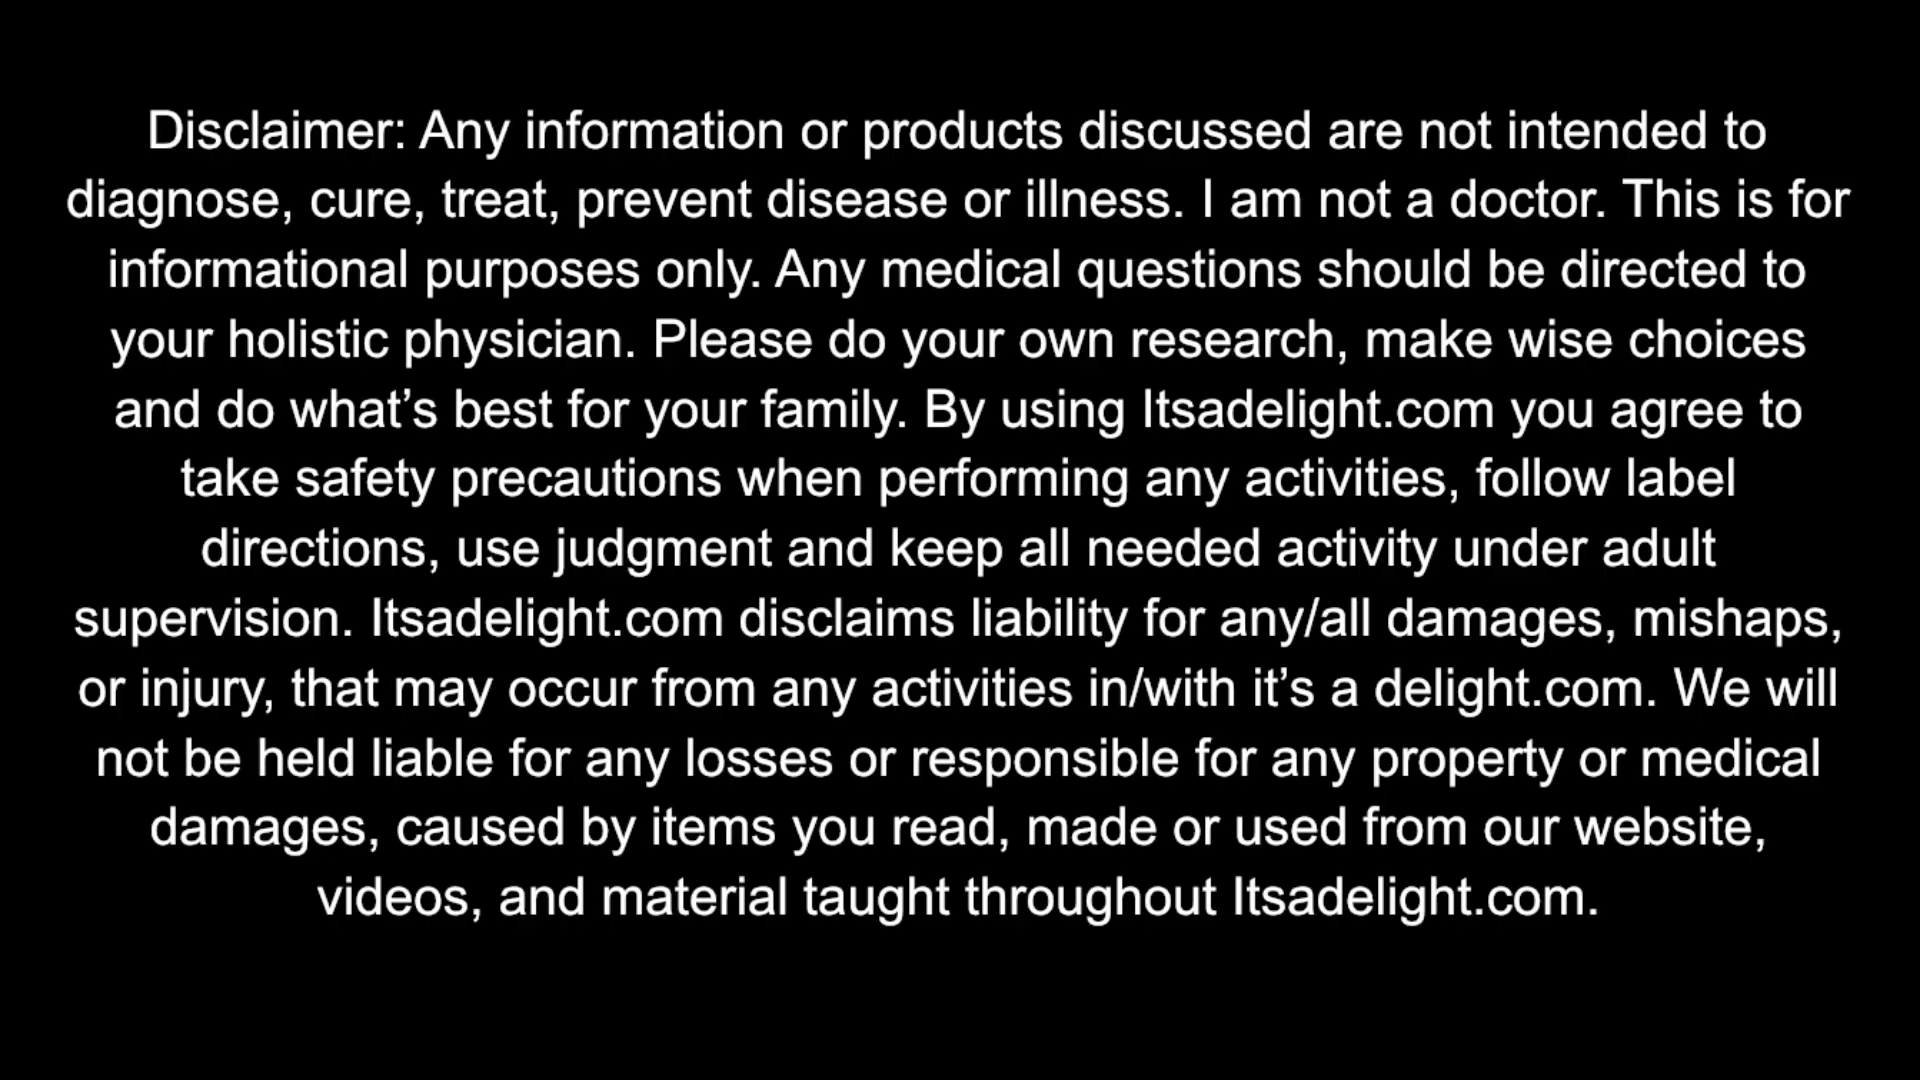 Disclaimer: Any information or products discussed are not intended to
diagnose, cure, treat, prevent disease or illness. I am not a doctor. This is for
informational purposes only. Any medical questions should be directed to
your holistic physician. Please do your own research, make wise choices
and do what’s best for your family. By using Itsadelight.com you agree to
take safety precautions when performing any activities, follow label
directions, use judgment and keep all needed activity under adult
supervision. Itsadelight.com disclaims liability for any/all damages, mishaps,
or injury, that may occur from any activities in/with it’s a delight.com. We will
not be held liable for any losses or responsible for any property or medical
damages, caused by items you read, made or used from our website,
videos, and material taught throughout Itsadelight.com.